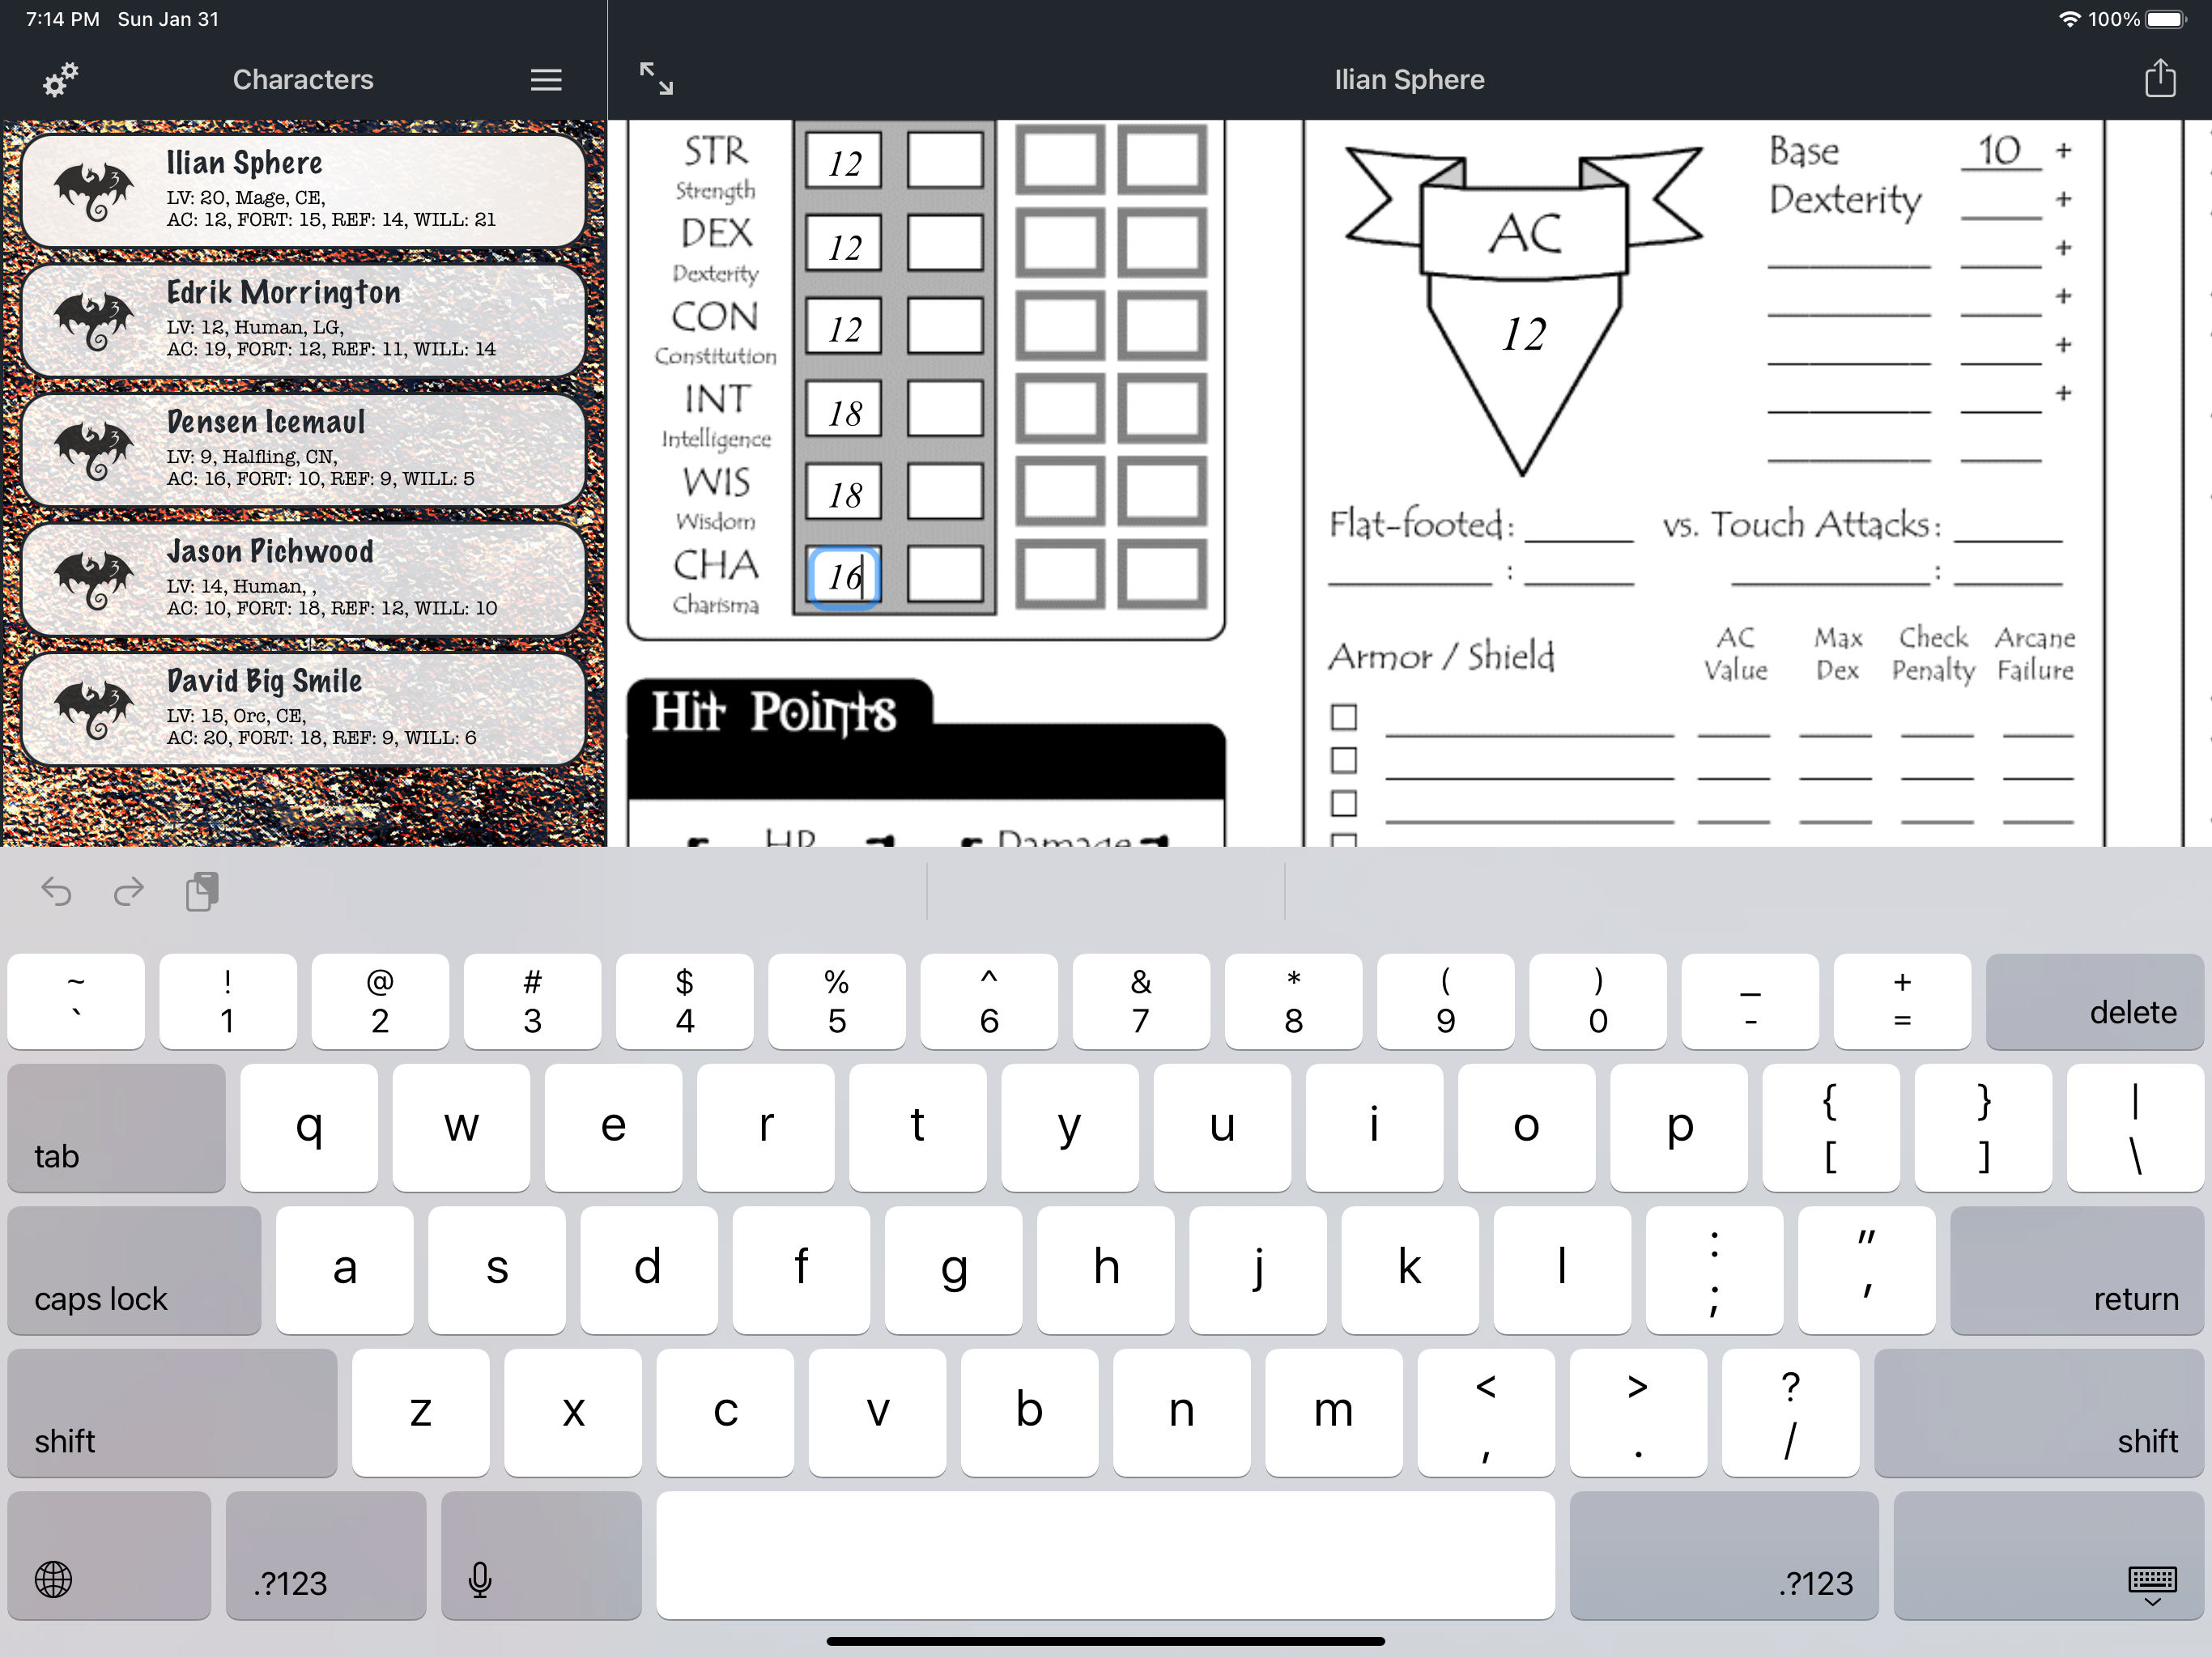 7:14 PM Sun Jan 31
100%
Characters
Ilian Sphere
Ilian Sphere
LV: 20, Mage, CE,
AC: 12, FORT: 15, REF: 14, WILL: 21
Edrik Morrington
LV: 12, Human, LG,
AC: 19, FORT: 12, REF: 11, WILL: 14
Densen Icemaul
LV: 9, Halfling, CN,
AC: 16, FORT: 10, REF: 9, WILL: 5
Jason Pichwood
LV: 14, Human, ,
AC: 10, FORT: 18, REF: 12, WILL: 10
David Big Smile
LV: 15, Orc, CE,
AC: 20, FORT: 18, REF: 9, WILL: 6
STR 12
Strength
DEX 12
Dexterity
CON 12
Constitution
INT 18
Intelligence
WIS 18
Wisdom
CHA 16
Charisma
Hit Points
HP Damage
AC
12
Base 10 +
Dexterity +
+
+
+
+
Flat-footed: vs. Touch Attacks:
: :
Armor / Shield
AC Value
Max Dex
Check Penalty
Arcane Failure
~ ! @ # $ % ^ & * ( ) _ +
` 1 2 3 4 5 6 7 8 9 0 - = delete
tab q w e r t y u i o p { [ } ] | \
caps lock a s d f g h j k l : ; " ' return
shift z x c v b n m < , > . ? / shift
.?123 .?123